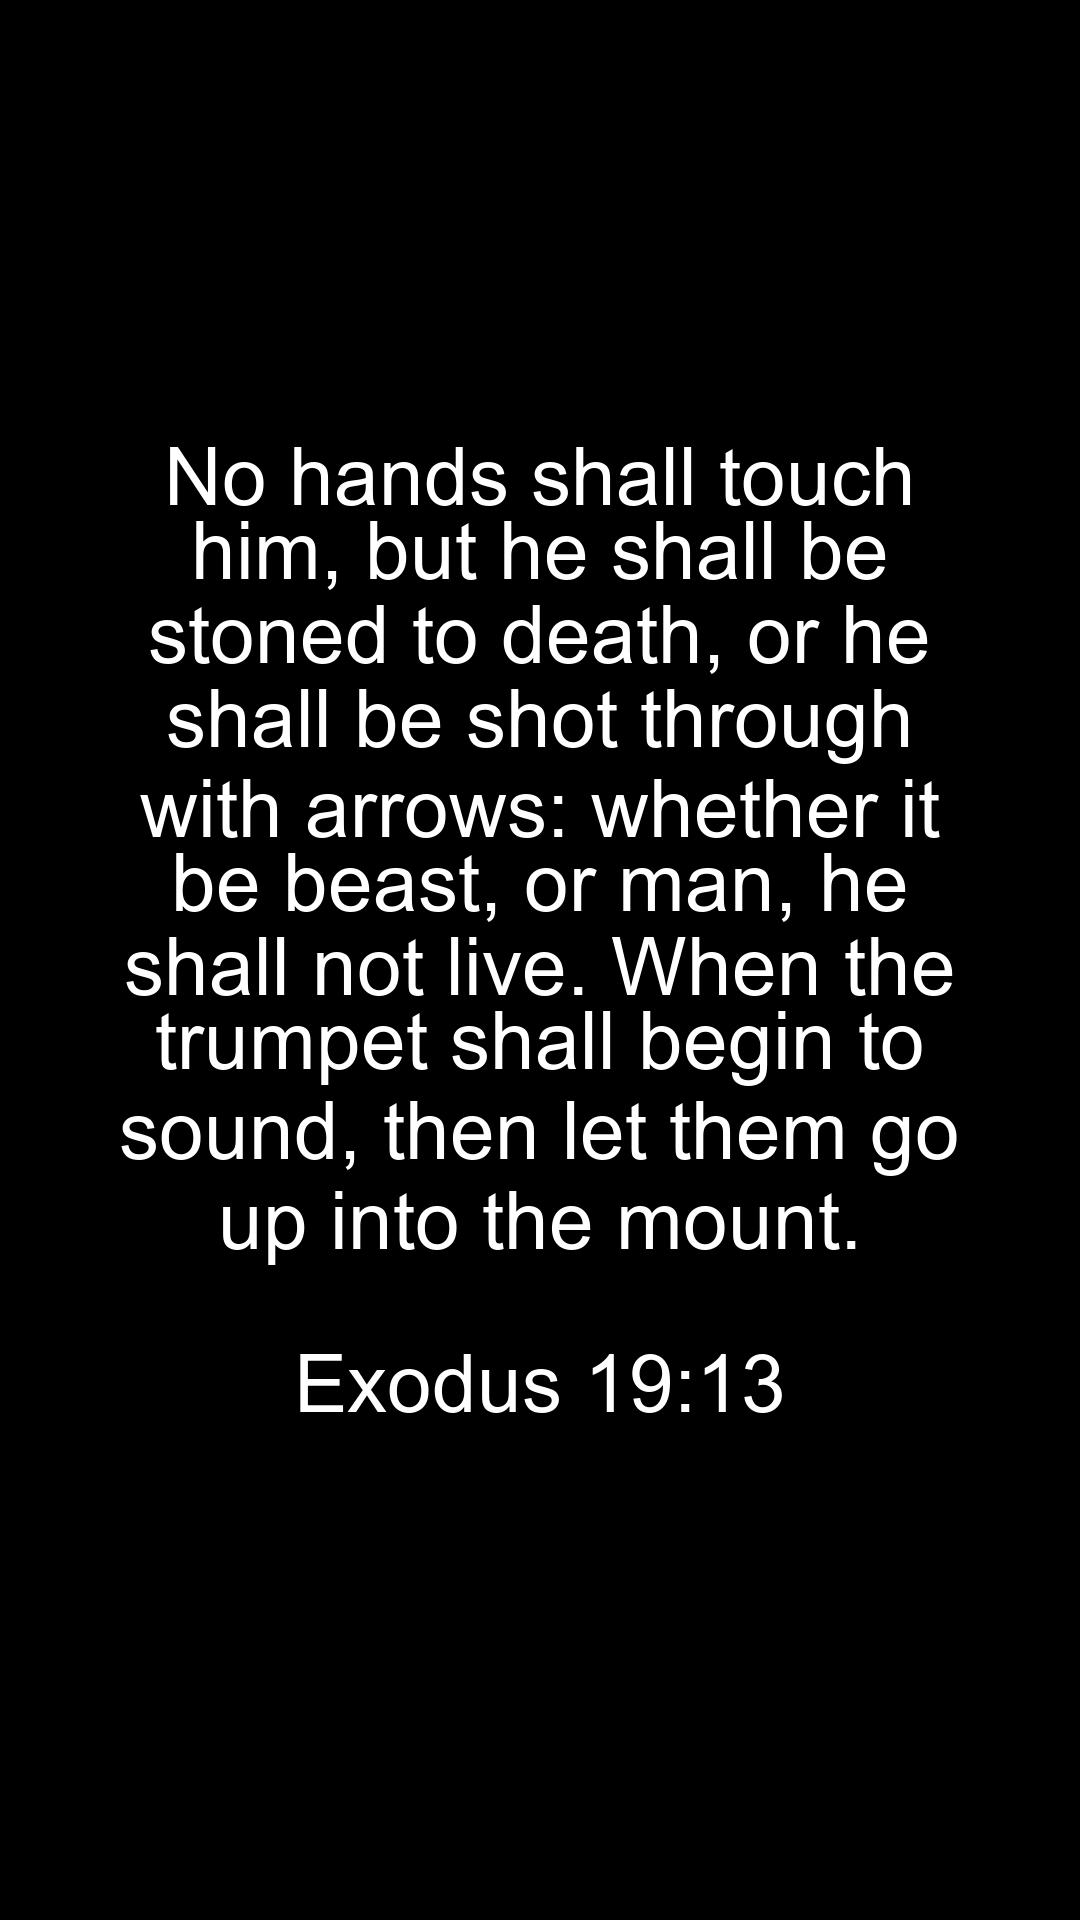 No hands shall touch
him, but he shall be
stoned to death, or he
shall be shot through
with arrows: whether it
be beast, or man, he
shall not live. When the
trumpet shall begin to
sound, then let them go
up into the mount.
Exodus 19:13